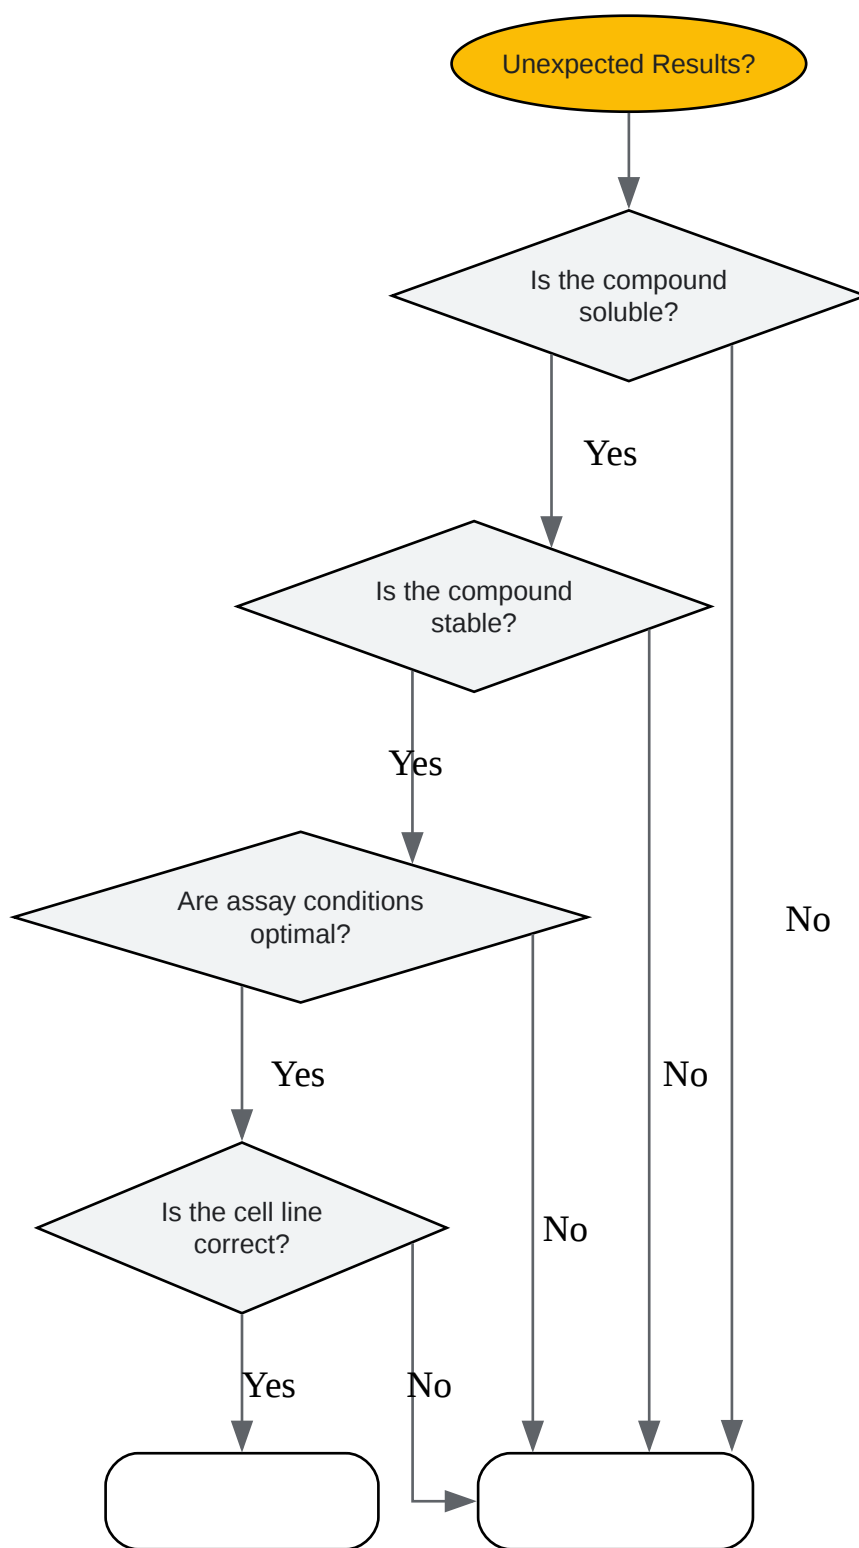 Unexpected Results?
Is the compound
soluble?
Yes
Is the compound
stable?
Yes
Are assay conditions
optimal?
No
Yes
No
Is the cell line
correct?
No
Yes
No